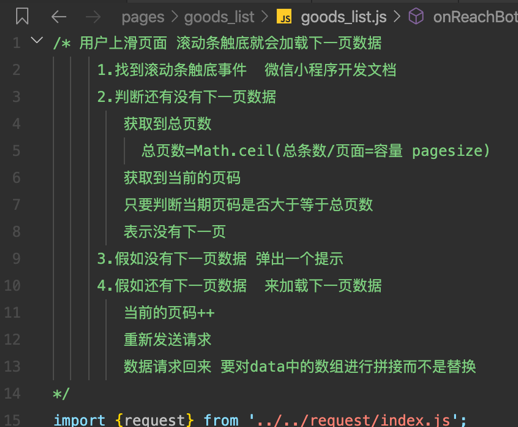 pages > goods_list > JS goods_list.js > onReachBot
1 /* 用户上滑页面 滚动条触底就会加载下一页数据
2 1.找到滚动条触底事件  微信小程序开发文档
3 2.判断还有没有下一页数据
4 获取到总页数
5 总页数=Math.ceil(总条数/页面=容量 pagesize)
6 获取到当前的页码
7 只要判断当期页码是否大于等于总页数
8 表示没有下一页
9 3.假如没有下一页数据 弹出一个提示
10 4.假如还有下一页数据  来加载下一页数据
11 当前的页码++
12 重新发送请求
13 数据请求回来 要对data中的数组进行拼接而不是替换
14 */
15 import {request} from '../../request/index.js';